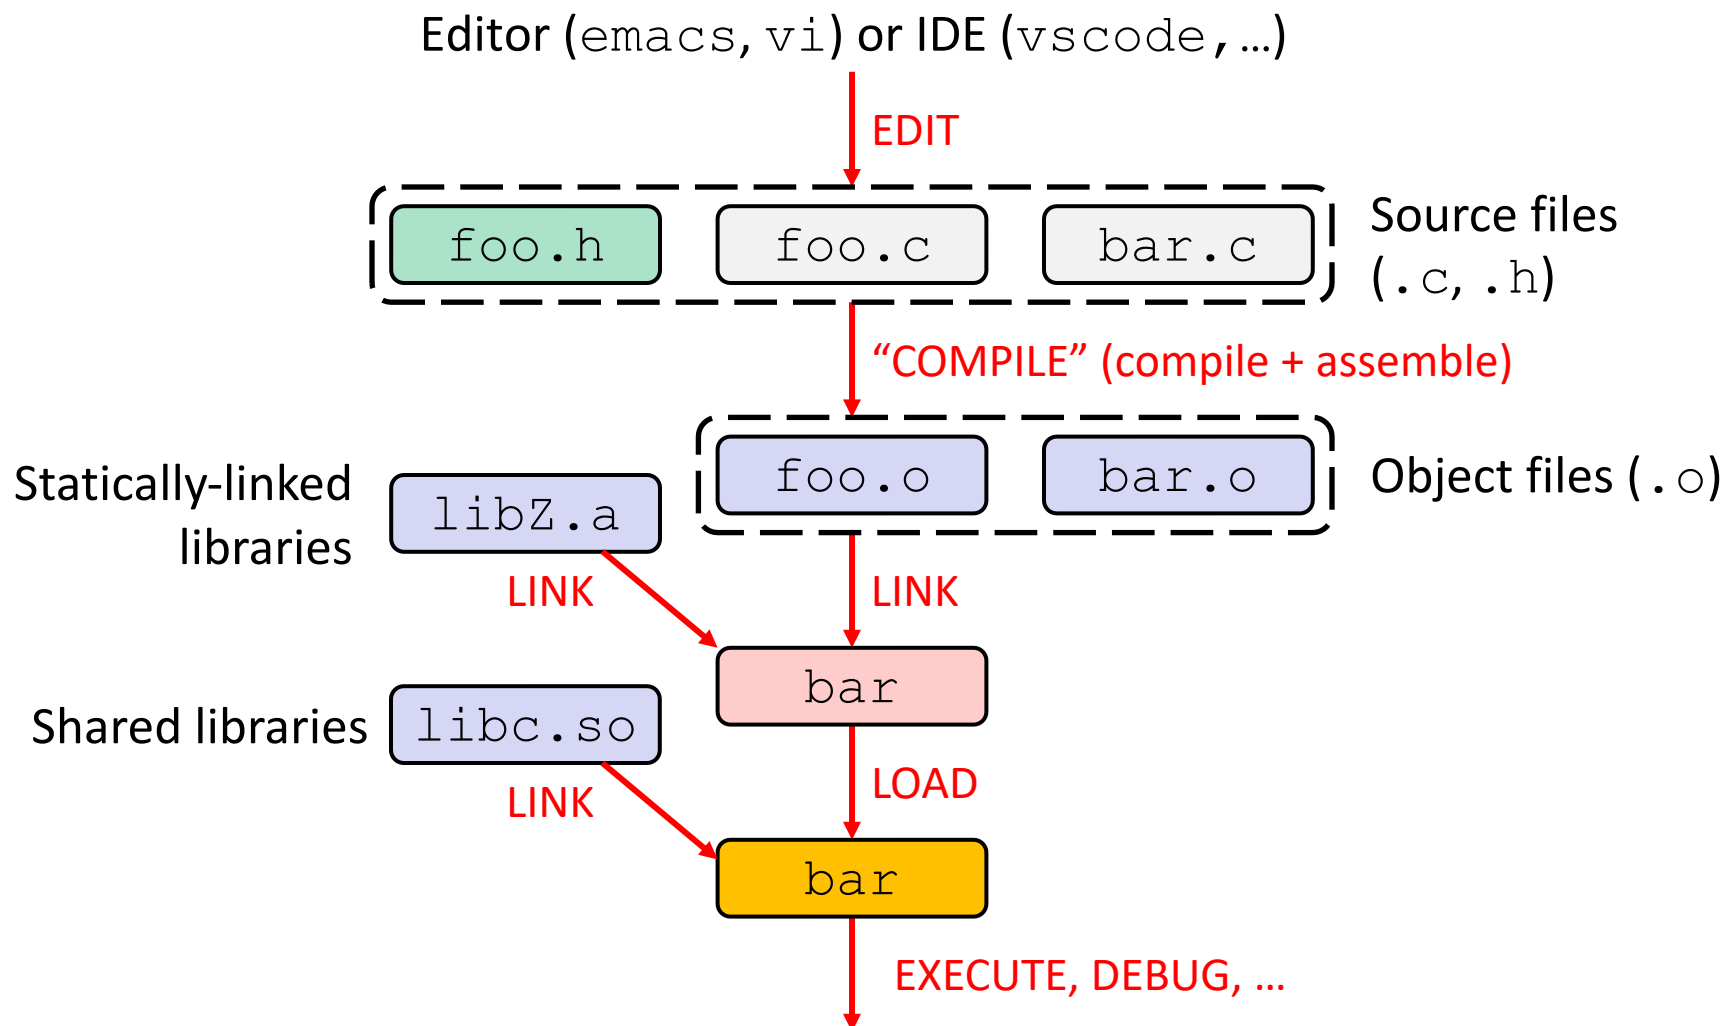 Editor (emacs, vi) or IDE (vscode, …)
EDIT
foo.h foo.c bar.c
Source files
(.c, .h)
“COMPILE” (compile + assemble)
foo.o bar.o
Object files (.o)
Statically-linked
libraries
libZ.a
LINK
LINK
bar
Shared libraries
libc.so
LINK
LOAD
bar
EXECUTE, DEBUG, …